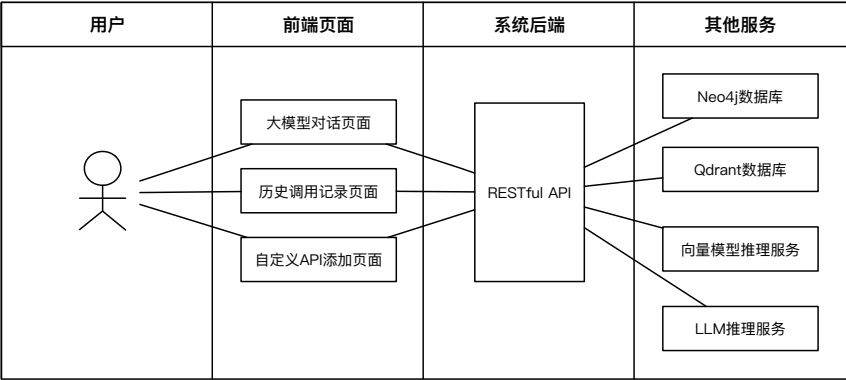 用户
前端页面
系统后端
其他服务
大模型对话页面
历史调用记录页面
自定义API添加页面
RESTful API
Neo4j数据库
Qdrant数据库
向量模型推理服务
LLM推理服务